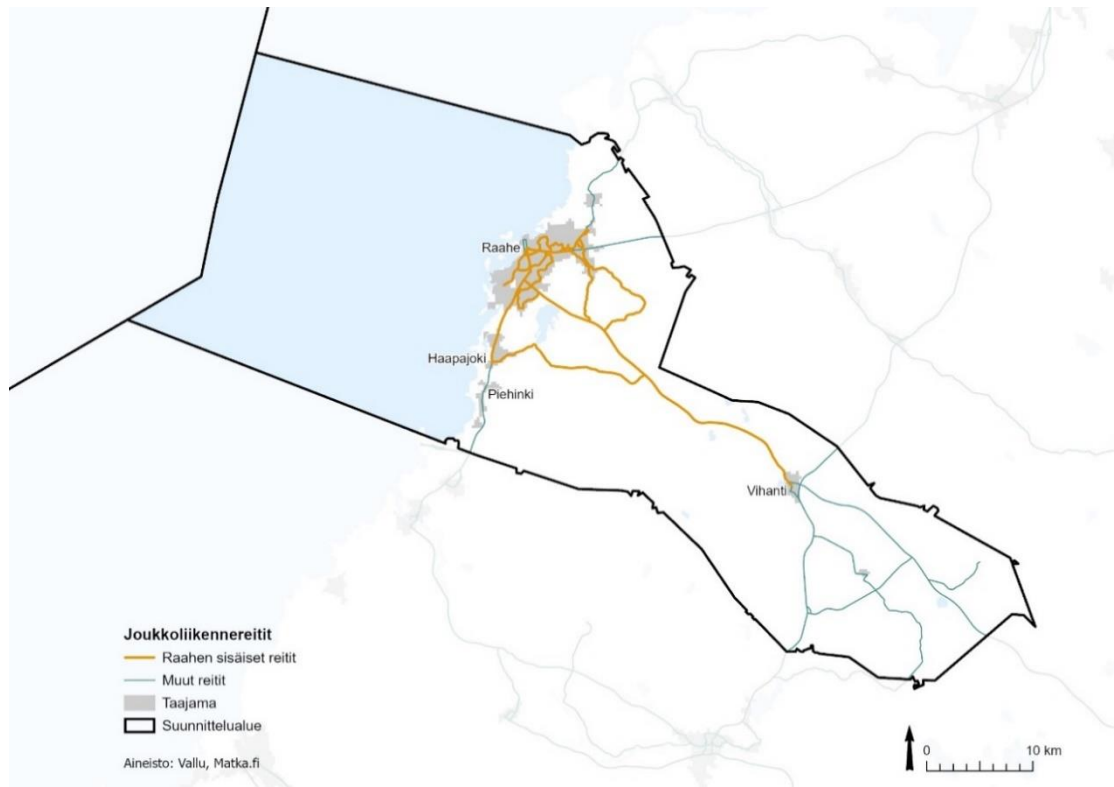 Raahe
Haapajoki
Piehinki
Vihanti
Joukkoliikennereitit
Raahen sisäiset reitit
Muut reitit
Taajama
Suunnittelualue
Aineisto: Vallu, Matka.fi
0 10 km